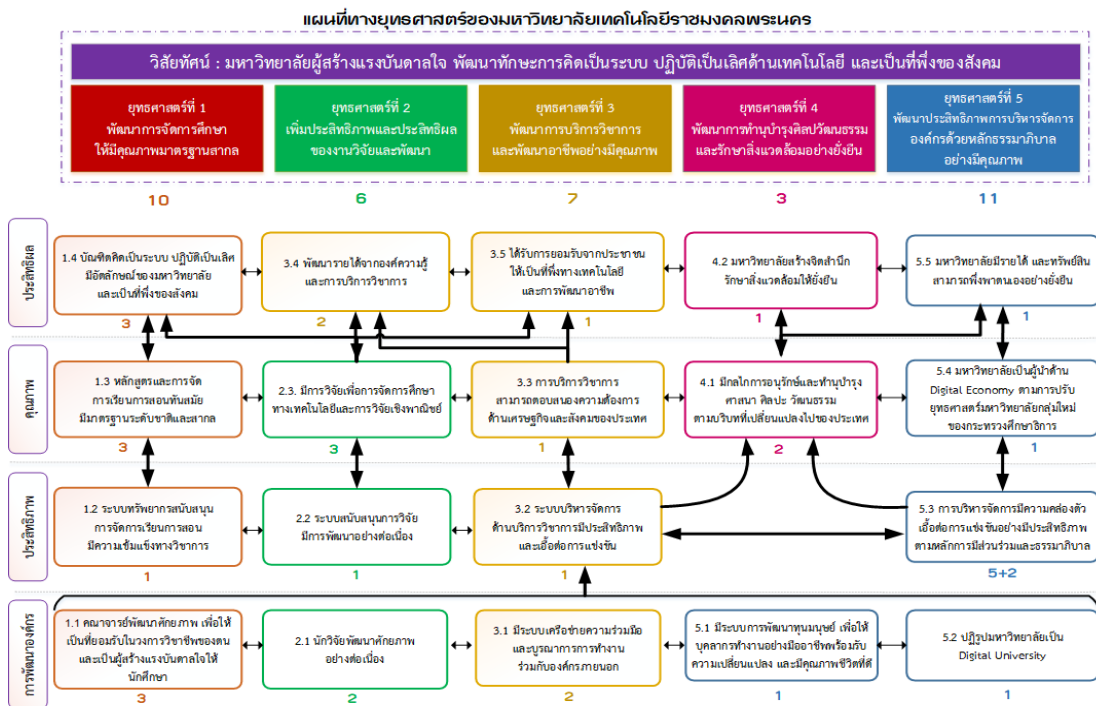 แผนที่ทางยุทธศาสตร์ของมหาวิทยาลัยเทคโนโลยีราชมงคลพระนคร
วิสัยทัศน์ : มหาวิทยาลัยผู้สร้างแรงบันดาลใจ พัฒนาทักษะการคิดเป็นระบบ ปฏิบัติเป็นเลิศด้านเทคโนโลยี และเป็นที่พึ่งของสังคม
ยุทธศาสตร์ที่ 1
พัฒนาการจัดการศึกษา
ให้มีคุณภาพมาตรฐานสากล
ยุทธศาสตร์ที่ 2
เพิ่มประสิทธิภาพและประสิทธิผล
ของงานวิจัยและพัฒนา
ยุทธศาสตร์ที่ 3
พัฒนาการบริการวิชาการ
และพัฒนาอาชีพอย่างมีคุณภาพ
ยุทธศาสตร์ที่ 4
พัฒนาการทำนุบำรุงศิลปวัฒนธรรม
และรักษาสิ่งแวดล้อมอย่างยั่งยืน
ยุทธศาสตร์ที่ 5
พัฒนาประสิทธิภาพการบริหารจัดการ
องค์กรด้วยหลักธรรมาภิบาล
อย่างมีคุณภาพ
10
6
7
3
11
ประสิทธิผล
1.4 บัณฑิตคิดเป็นระบบ ปฏิบัติเป็นเลิศ
มีอัตลักษณ์ของมหาวิทยาลัย
และเป็นที่พึ่งของสังคม
3
3.4 พัฒนารายได้จากองค์ความรู้
และการบริการวิชาการ
2
3.5 ได้รับการยอมรับจากประชาชน
ให้เป็นที่พึ่งทางเทคโนโลยี
และการพัฒนาอาชีพ
1
4.2 มหาวิทยาลัยสร้างจิตสำนึก
รักษาสิ่งแวดล้อมให้ยั่งยืน
1
5.5 มหาวิทยาลัยมีรายได้ และทรัพย์สิน
สามารถพึ่งพาตนเองอย่างยั่งยืน
1
คุณภาพ
1.3 หลักสูตรและการจัด
การเรียนการสอนทันสมัย
มีมาตรฐานระดับชาติและสากล
3
2.3. มีการวิจัยเพื่อการจัดการศึกษา
ทางเทคโนโลยีและการวิจัยเชิงพาณิชย์
3
3.3 การบริการวิชาการ
สามารถตอบสนองความต้องการ
ด้านเศรษฐกิจและสังคมของประเทศ
1
4.1 มีกลไกการอนุรักษ์และทำนุบำรุง
ศาสนา ศิลปะ วัฒนธรรม
ตามบริบทที่เปลี่ยนแปลงไปของประเทศ
2
5.4 มหาวิทยาลัยเป็นผู้นำด้าน
Digital Economy ตามการปรับ
ยุทธศาสตร์มหาวิทยาลัยกลุ่มใหม่
ของกระทรวงศึกษาธิการ
1
ประสิทธิภาพ
1.2 ระบบทรัพยากรสนับสนุน
การจัดการเรียนการสอน
มีความเข้มแข็งทางวิชาการ
1
2.2 ระบบสนับสนุนการวิจัย
มีการพัฒนาอย่างต่อเนื่อง
1
3.2 ระบบบริหารจัดการ
ด้านบริการวิชาการมีประสิทธิภาพ
และเอื้อต่อการแข่งขัน
1
5.3 การบริหารจัดการมีความคล่องตัว
เอื้อต่อการแข่งขันอย่างมีประสิทธิภาพ
ตามหลักการมีส่วนร่วมและธรรมาภิบาล
5+2
การพัฒนาองค์กร
1.1 คณาจารย์พัฒนาศักยภาพ เพื่อให้
เป็นที่ยอมรับในวงการวิชาชีพของตน
และเป็นผู้สร้างแรงบันดาลใจให้
นักศึกษา
3
2.1 นักวิจัยพัฒนาศักยภาพ
อย่างต่อเนื่อง
2
3.1 มีระบบเครือข่ายความร่วมมือ
และบูรณาการการทำงาน
ร่วมกับองค์กรภายนอก
2
5.1 มีระบบการพัฒนาทุนมนุษย์ เพื่อให้
บุคลากรทำงานอย่างมืออาชีพพร้อมรับ
ความเปลี่ยนแปลง และมีคุณภาพชีวิตที่ดี
1
5.2 ปฏิรูปมหาวิทยาลัยเป็น
Digital University
1